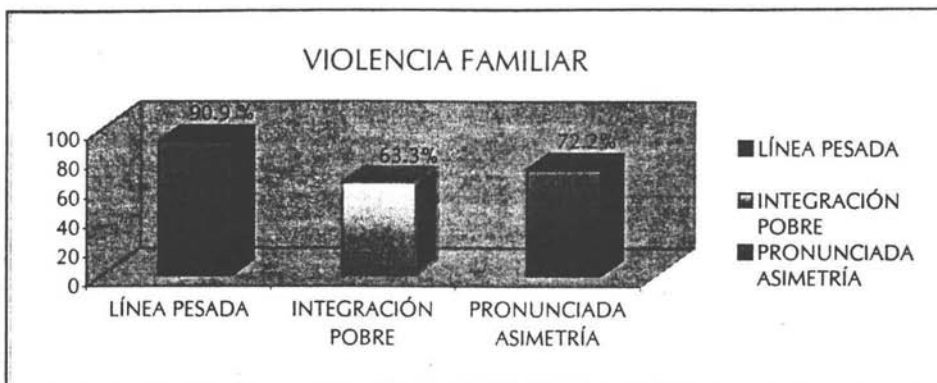 VIOLENCIA FAMILIAR
90.9%
63.3%
72.2%
100
80
60
40
20
0
LÍNEA PESADA
INTEGRACIÓN
POBRE
PRONUNCIADA
ASIMETRÍA
LÍNEA PESADA
INTEGRACIÓN
POBRE
PRONUNCIADA
ASIMETRÍA